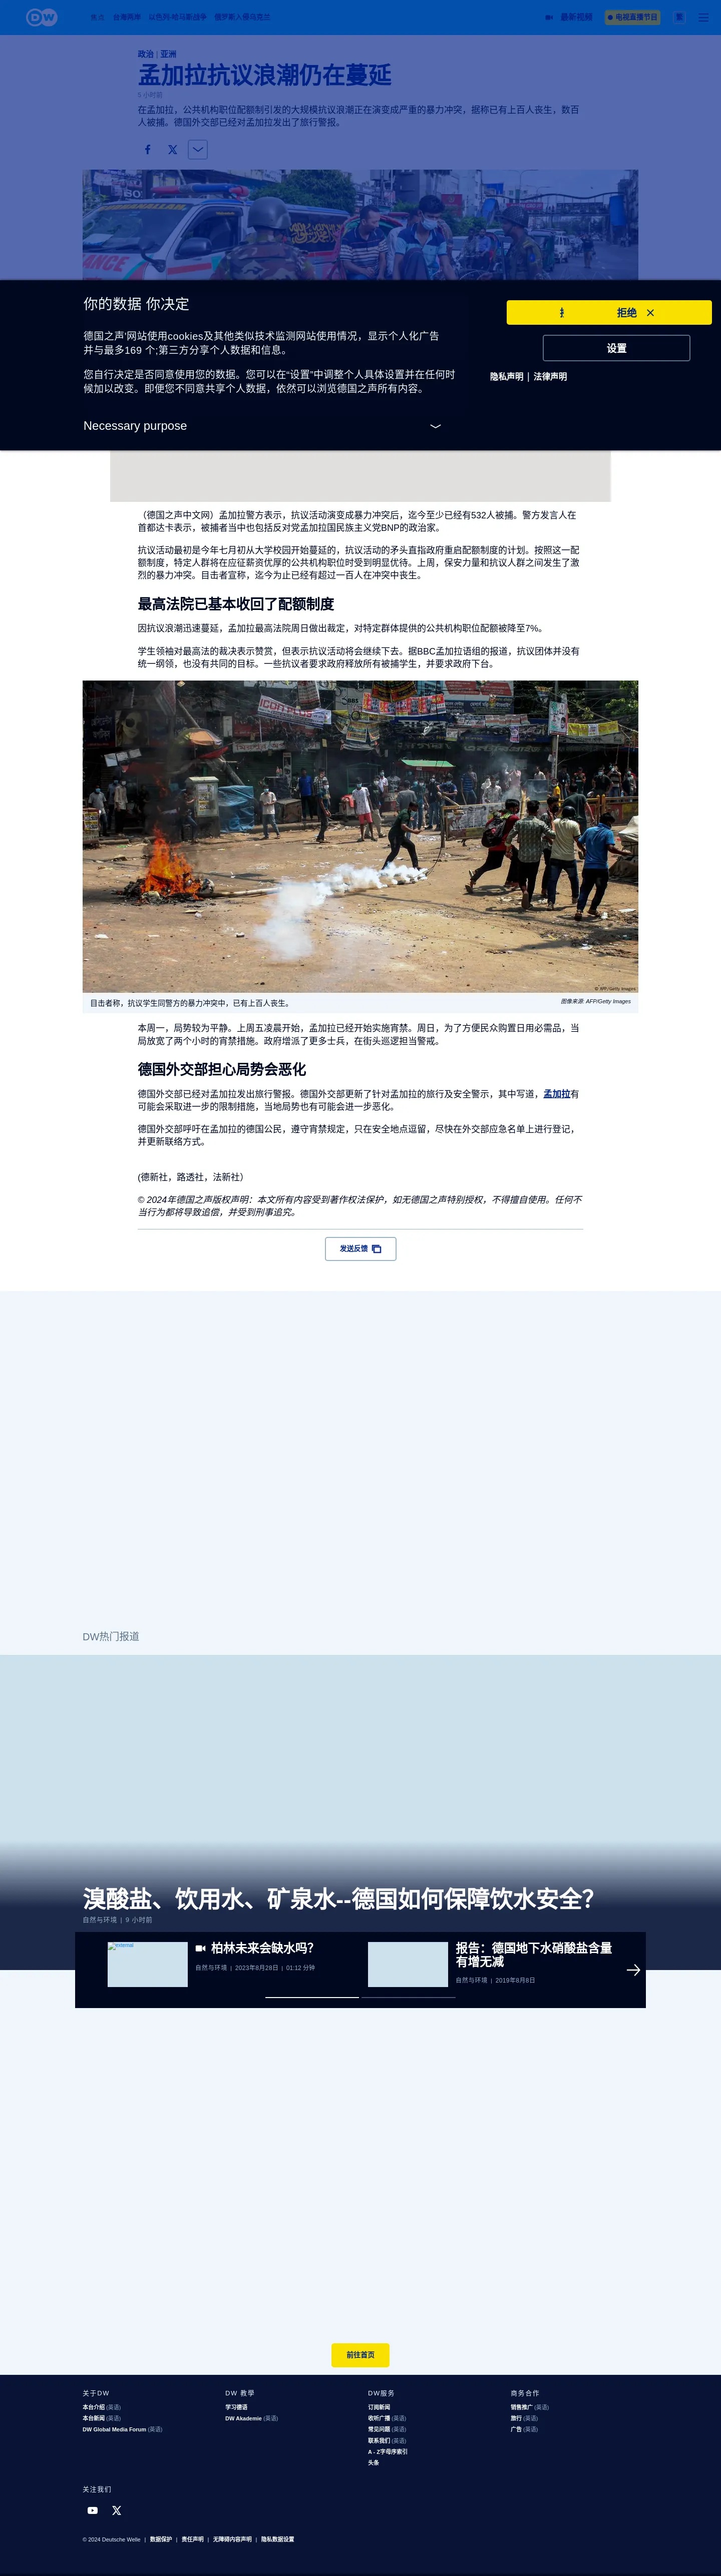 DW
焦点 台海两岸 以色列-哈马斯战争 俄罗斯入侵乌克兰
最新视频 电视直播节目 繁
政治 | 亚洲
孟加拉抗议浪潮仍在蔓延
5 小时前
在孟加拉，公共机构职位配额制引发的大规模抗议浪潮正在演变成严重的暴力冲突，据称已有上百人丧生，数百
人被捕。德国外交部已经对孟加拉发出了旅行警报。
你的数据 你决定
德国之声'网站使用cookies及其他类似技术监测网站使用情况，显示个人化广告
并与最多169 个;第三方分享个人数据和信息。
您自行决定是否同意使用您的数据。您可以在“设置”中调整个人具体设置并在任何时
候加以改变。即便您不同意共享个人数据，依然可以浏览德国之声所有内容。
Necessary purpose
拒绝
设置
隐私声明 | 法律声明
（德国之声中文网）孟加拉警方表示，抗议活动演变成暴力冲突后，迄今至少已经有532人被捕。警方发言人在
首都达卡表示，被捕者当中也包括反对党孟加拉国民族主义党BNP的政治家。
抗议活动最初是今年七月初从大学校园开始蔓延的，抗议活动的矛头直指政府重启配额制度的计划。按照这一配
额制度，特定人群将在应征薪资优厚的公共机构职位时受到明显优待。上周，保安力量和抗议人群之间发生了激
烈的暴力冲突。目击者宣称，迄今为止已经有超过一百人在冲突中丧生。
最高法院已基本收回了配额制度
因抗议浪潮迅速蔓延，孟加拉最高法院周日做出裁定，对特定群体提供的公共机构职位配额被降至7%。
学生领袖对最高法的裁决表示赞赏，但表示抗议活动将会继续下去。据BBC孟加拉语组的报道，抗议团体并没有
统一纲领，也没有共同的目标。一些抗议者要求政府释放所有被捕学生，并要求政府下台。
ICON PLUS
© AFP/Getty Images
目击者称，抗议学生同警方的暴力冲突中，已有上百人丧生。
图像来源: AFP/Getty Images
本周一，局势较为平静。上周五凌晨开始，孟加拉已经开始实施宵禁。周日，为了方便民众购置日用必需品，当
局放宽了两个小时的宵禁措施。政府增派了更多士兵，在街头巡逻担当警戒。
德国外交部担心局势会恶化
德国外交部已经对孟加拉发出旅行警报。德国外交部更新了针对孟加拉的旅行及安全警示，其中写道，孟加拉有
可能会采取进一步的限制措施，当地局势也有可能会进一步恶化。
德国外交部呼吁在孟加拉的德国公民，遵守宵禁规定，只在安全地点逗留，尽快在外交部应急名单上进行登记，
并更新联络方式。
(德新社，路透社，法新社）
© 2024年德国之声版权声明：本文所有内容受到著作权法保护，如无德国之声特别授权，不得擅自使用。任何不
当行为都将导致追偿，并受到刑事追究。
发送反馈
DW热门报道
溴酸盐、饮用水、矿泉水--德国如何保障饮水安全？
自然与环境 | 9 小时前
external
柏林未来会缺水吗？
自然与环境 | 2023年8月28日 | 01:12 分钟
报告：德国地下水硝酸盐含量
有增无减
自然与环境 | 2019年8月8日
前往首页
关于DW
本台介绍 (英语)
本台新闻 (英语)
DW Global Media Forum (英语)
DW 教學
学习德语
DW Akademie (英语)
DW服务
订阅新闻
收听广播 (英语)
常见问题 (英语)
联系我们 (英语)
A - Z字母序索引
头条
商务合作
销售推广 (英语)
旅行 (英语)
广告 (英语)
关注我们
© 2024 Deutsche Welle | 数据保护 | 责任声明 | 无障碍内容声明 | 隐私数据设置